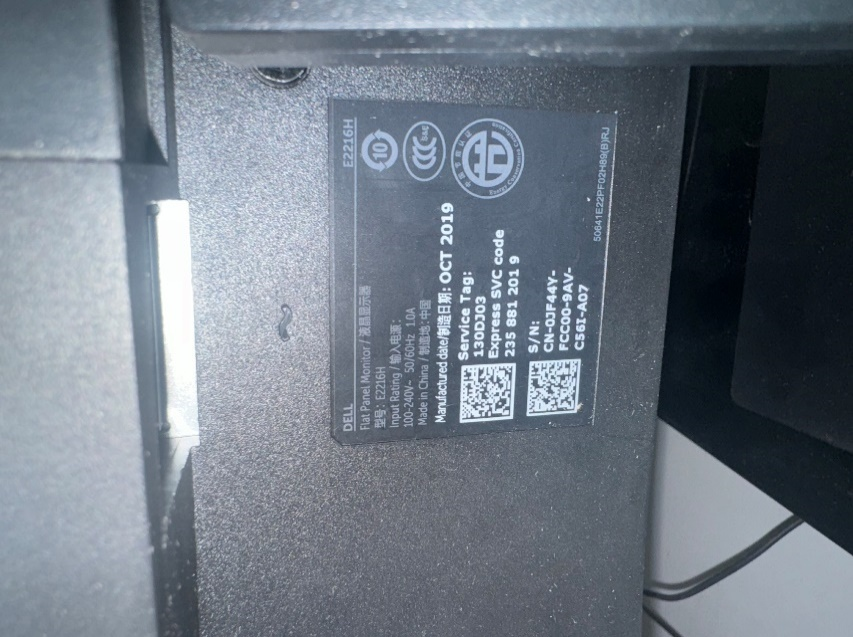 DELL
E2216H
Flat Panel Monitor / 液晶显示器
型号: E2216H
Input Rating / 输入电源:
100-240V~ 50/60Hz 1.0A
Made in China / 制造地: 中国
Manufactured date/制造日期: OCT 2019
Service Tag:
130DJ03
Express SVC code
235 881 201 9
S/N:
CN-0JF44Y-
FCC00-9AV-
C56I-A07
10
CCC
50641E22PF02H89(B)RJ